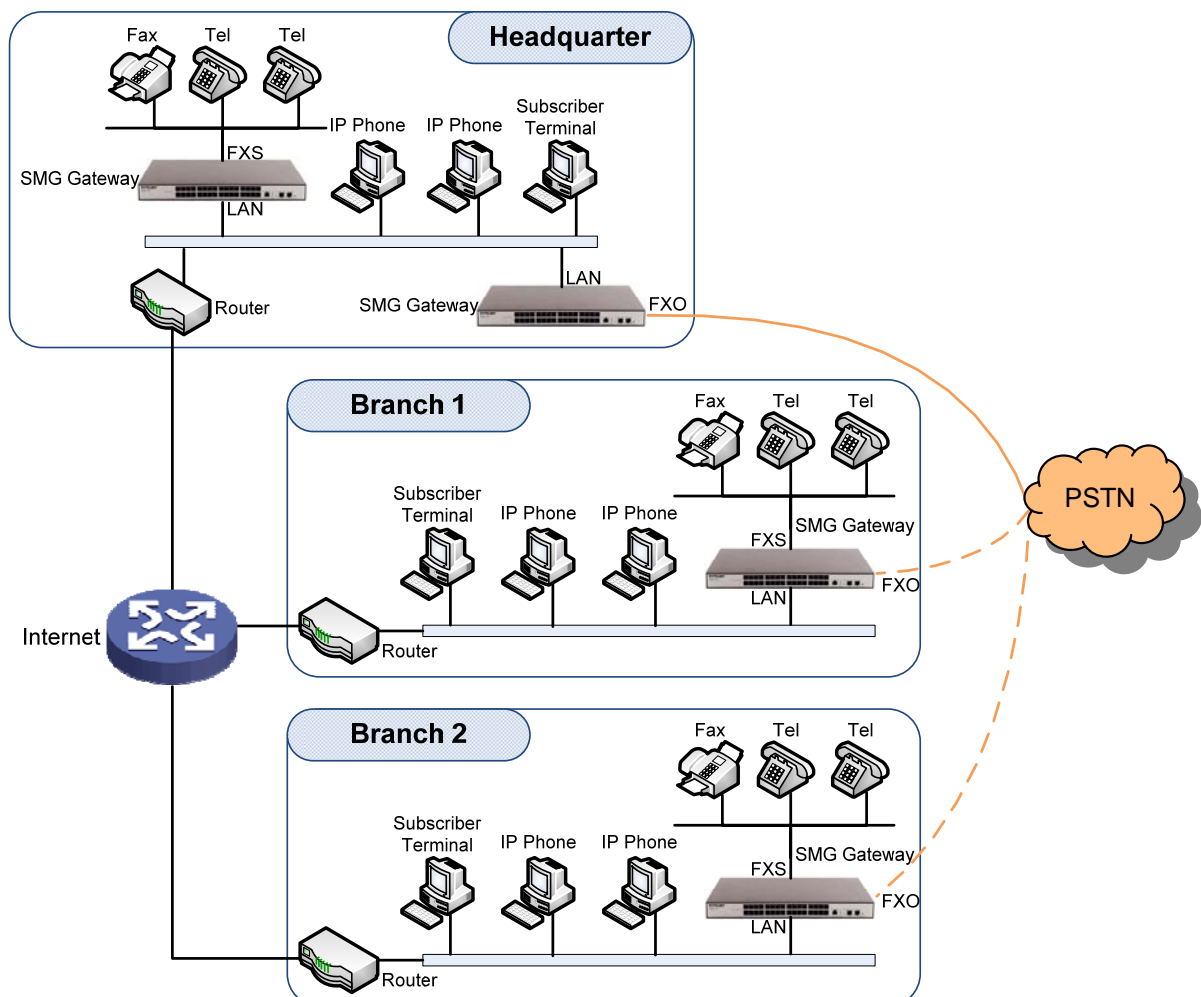 Headquarter
Fax
Tel
Tel
IP Phone
IP Phone
Subscriber
Terminal
FXS
SMG Gateway
LAN
Router
LAN
SMG Gateway
FXO
Branch 1
Fax
Tel
Tel
Subscriber
Terminal
IP Phone
IP Phone
SMG Gateway
FXS
FXO
LAN
Router
PSTN
Internet
Branch 2
Fax
Tel
Tel
Subscriber
Terminal
IP Phone
IP Phone
SMG Gateway
FXS
FXO
LAN
Router